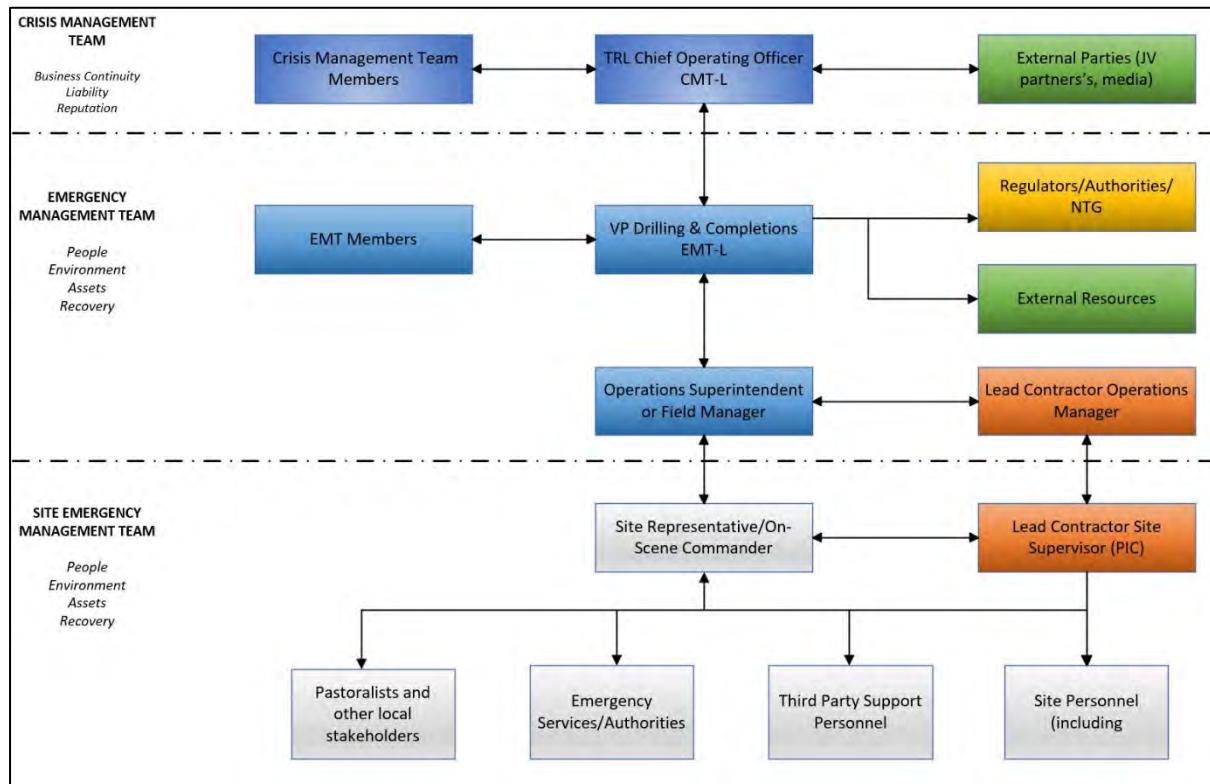 CRISIS MANAGEMENT
TEAM
Business Continuity
Liability
Reputation
Crisis Management Team
Members
TRL Chief Operating Officer
CMT-L
External Parties (JV
partners's, media)
EMERGENCY
MANAGEMENT TEAM
People
Environment
Assets
Recovery
EMT Members
VP Drilling & Completions
EMT-L
Regulators/Authorities/
NTG
External Resources
Operations Superintendent
or Field Manager
Lead Contractor Operations
Manager
SITE EMERGENCY
MANAGEMENT TEAM
People
Environment
Assets
Recovery
Site Representative/On-
Scene Commander
Lead Contractor Site
Supervisor (PIC)
Pastoralists and
other local
stakeholders
Emergency
Services/Authorities
Third Party Support
Personnel
Site Personnel
(including